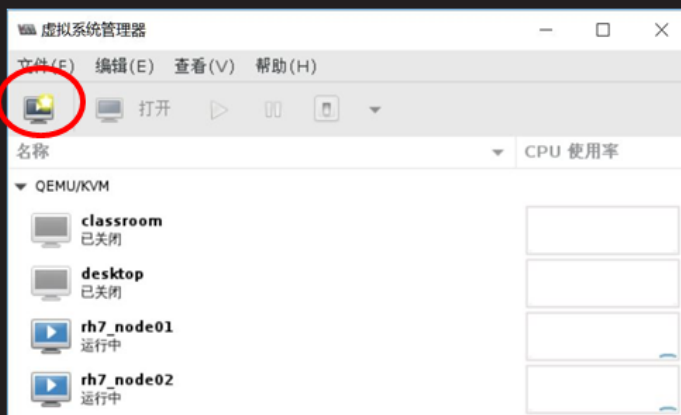 虚拟系统管理器
文件(F) 编辑(E) 查看(V) 帮助(H)
打开
名称 CPU 使用率
QEMU/KVM
classroom
已关闭
desktop
已关闭
rh7_node01
运行中
rh7_node02
运行中